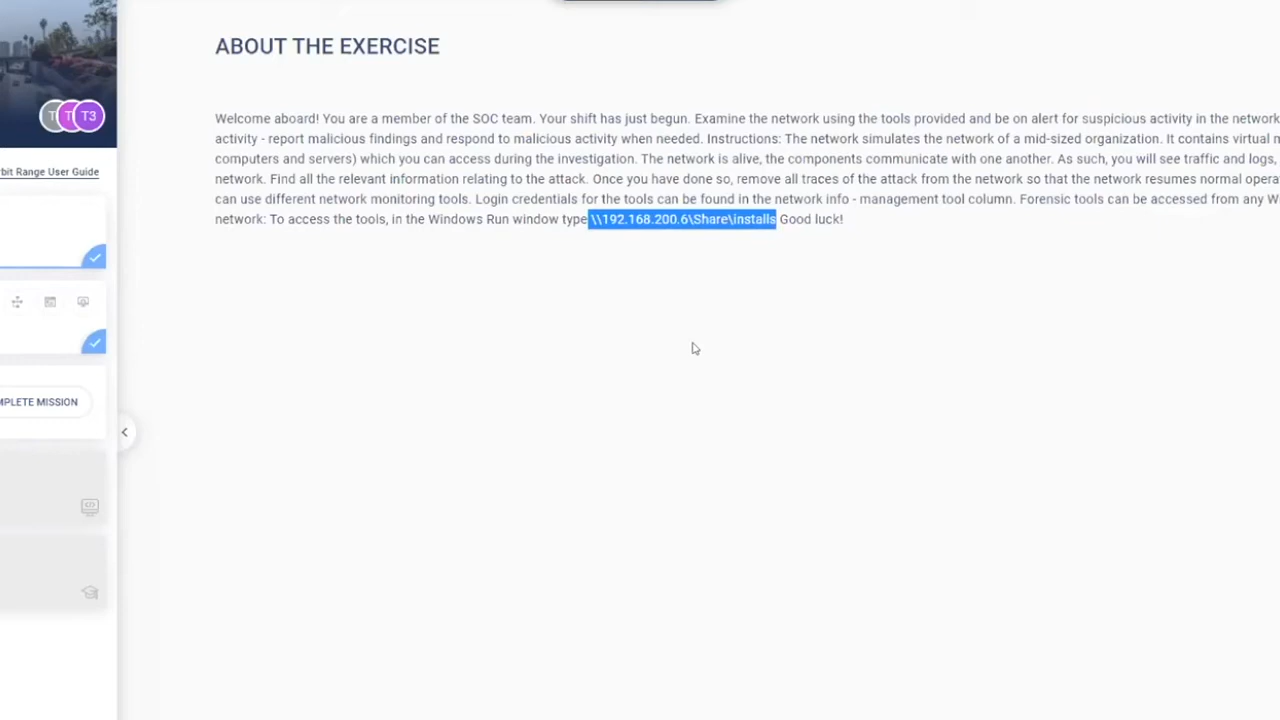 ABOUT THE EXERCISE
T T T3
Welcome aboard! You are a member of the SOC team. Your shift has just begun. Examine the network using the tools provided and be on alert for suspicious activity in the network
activity - report malicious findings and respond to malicious activity when needed. Instructions: The network simulates the network of a mid-sized organization. It contains virtual m
computers and servers) which you can access during the investigation. The network is alive, the components communicate with one another. As such, you will see traffic and logs,
bit Range User Guide
network. Find all the relevant information relating to the attack. Once you have done so, remove all traces of the attack from the network so that the network resumes normal opera
can use different network monitoring tools. Login credentials for the tools can be found in the network info - management tool column. Forensic tools can be accessed from any W
network: To access the tools, in the Windows Run window type \\192.168.200.6\Share\installs Good luck!
MPLETE MISSION